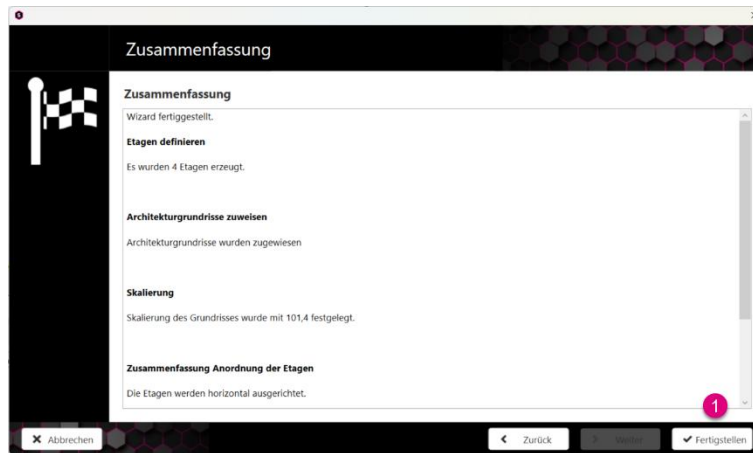 Zusammenfassung
Zusammenfassung
Wizard fertiggestellt.
Etagen definieren
Es wurden 4 Etagen erzeugt.
Architekturgrundrisse zuweisen
Architekturgrundrisse wurden zugewiesen
Skalierung
Skalierung des Grundrisses wurde mit 101,4 festgelegt.
Zusammenfassung Anordnung der Etagen
Die Etagen werden horizontal ausgerichtet.
1
Abbrechen
Zurück
Weiter
Fertigstellen